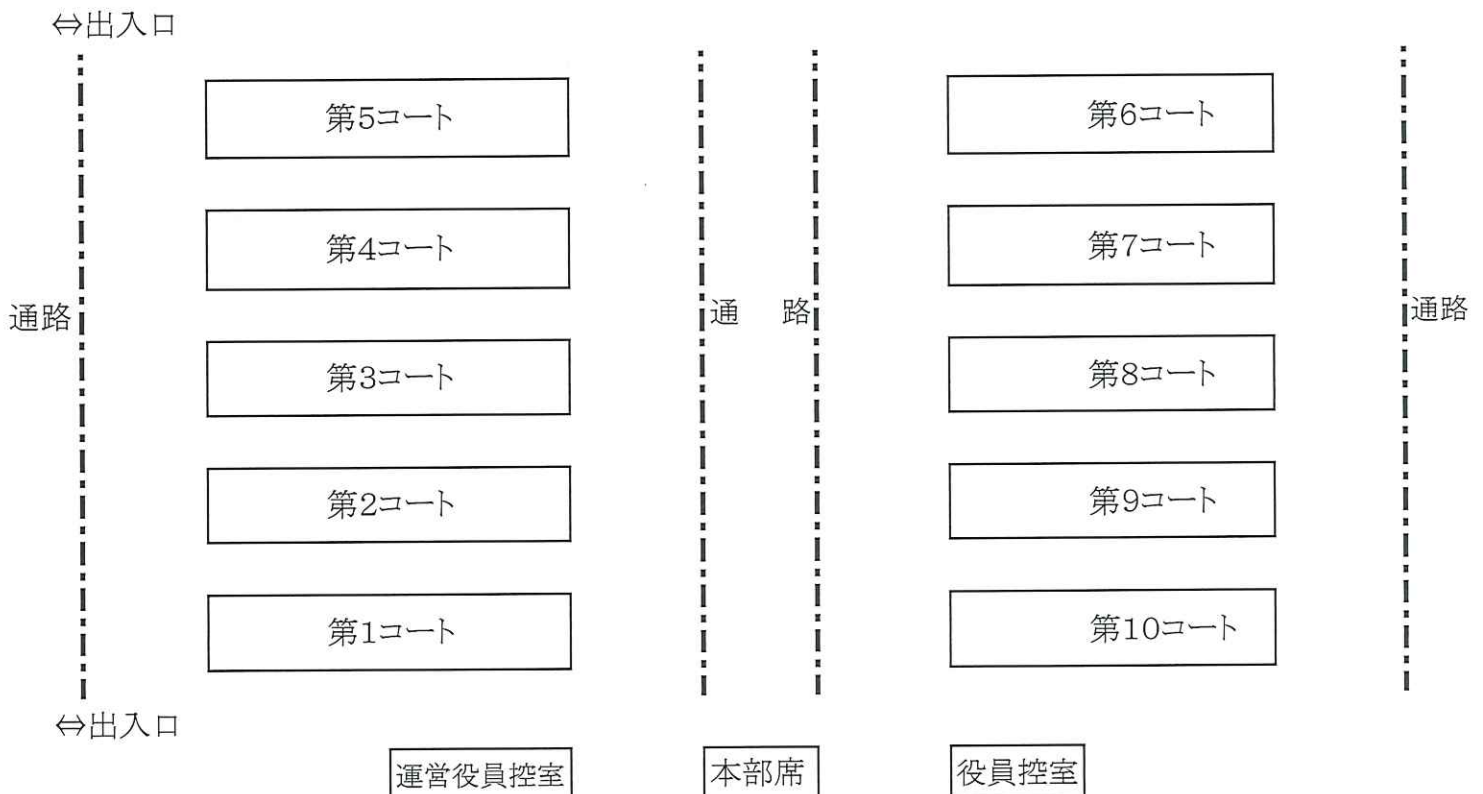 ⇔出入口
第5コート
第6コート
第4コート
第7コート
通路
通 路
通路
第3コート
第8コート
第2コート
第9コート
第1コート
第10コート
⇔出入口
運営役員控室
本部席
役員控室